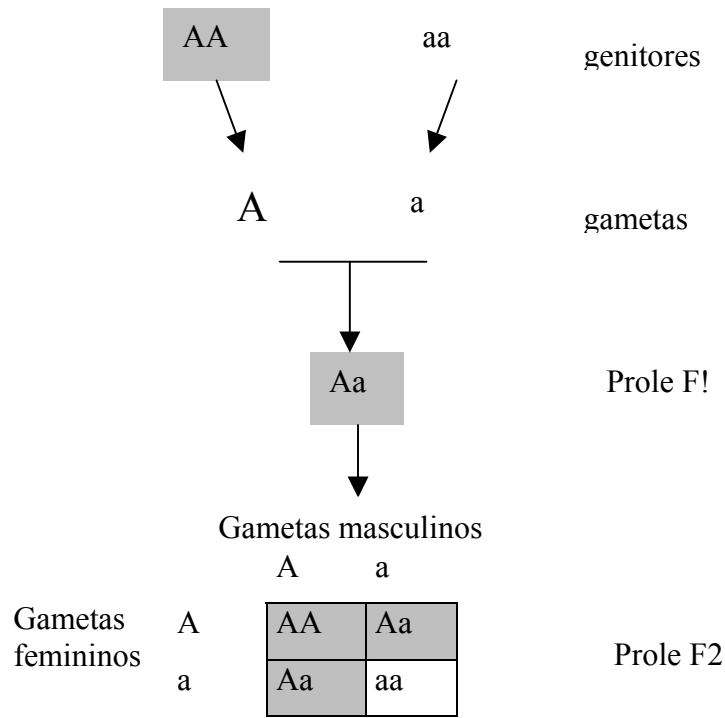 AA aa genitores
A a gametas
Aa Prole F!
Gametas masculinos
A a
Gametas femininos
A AA Aa
a Aa aa
Prole F2